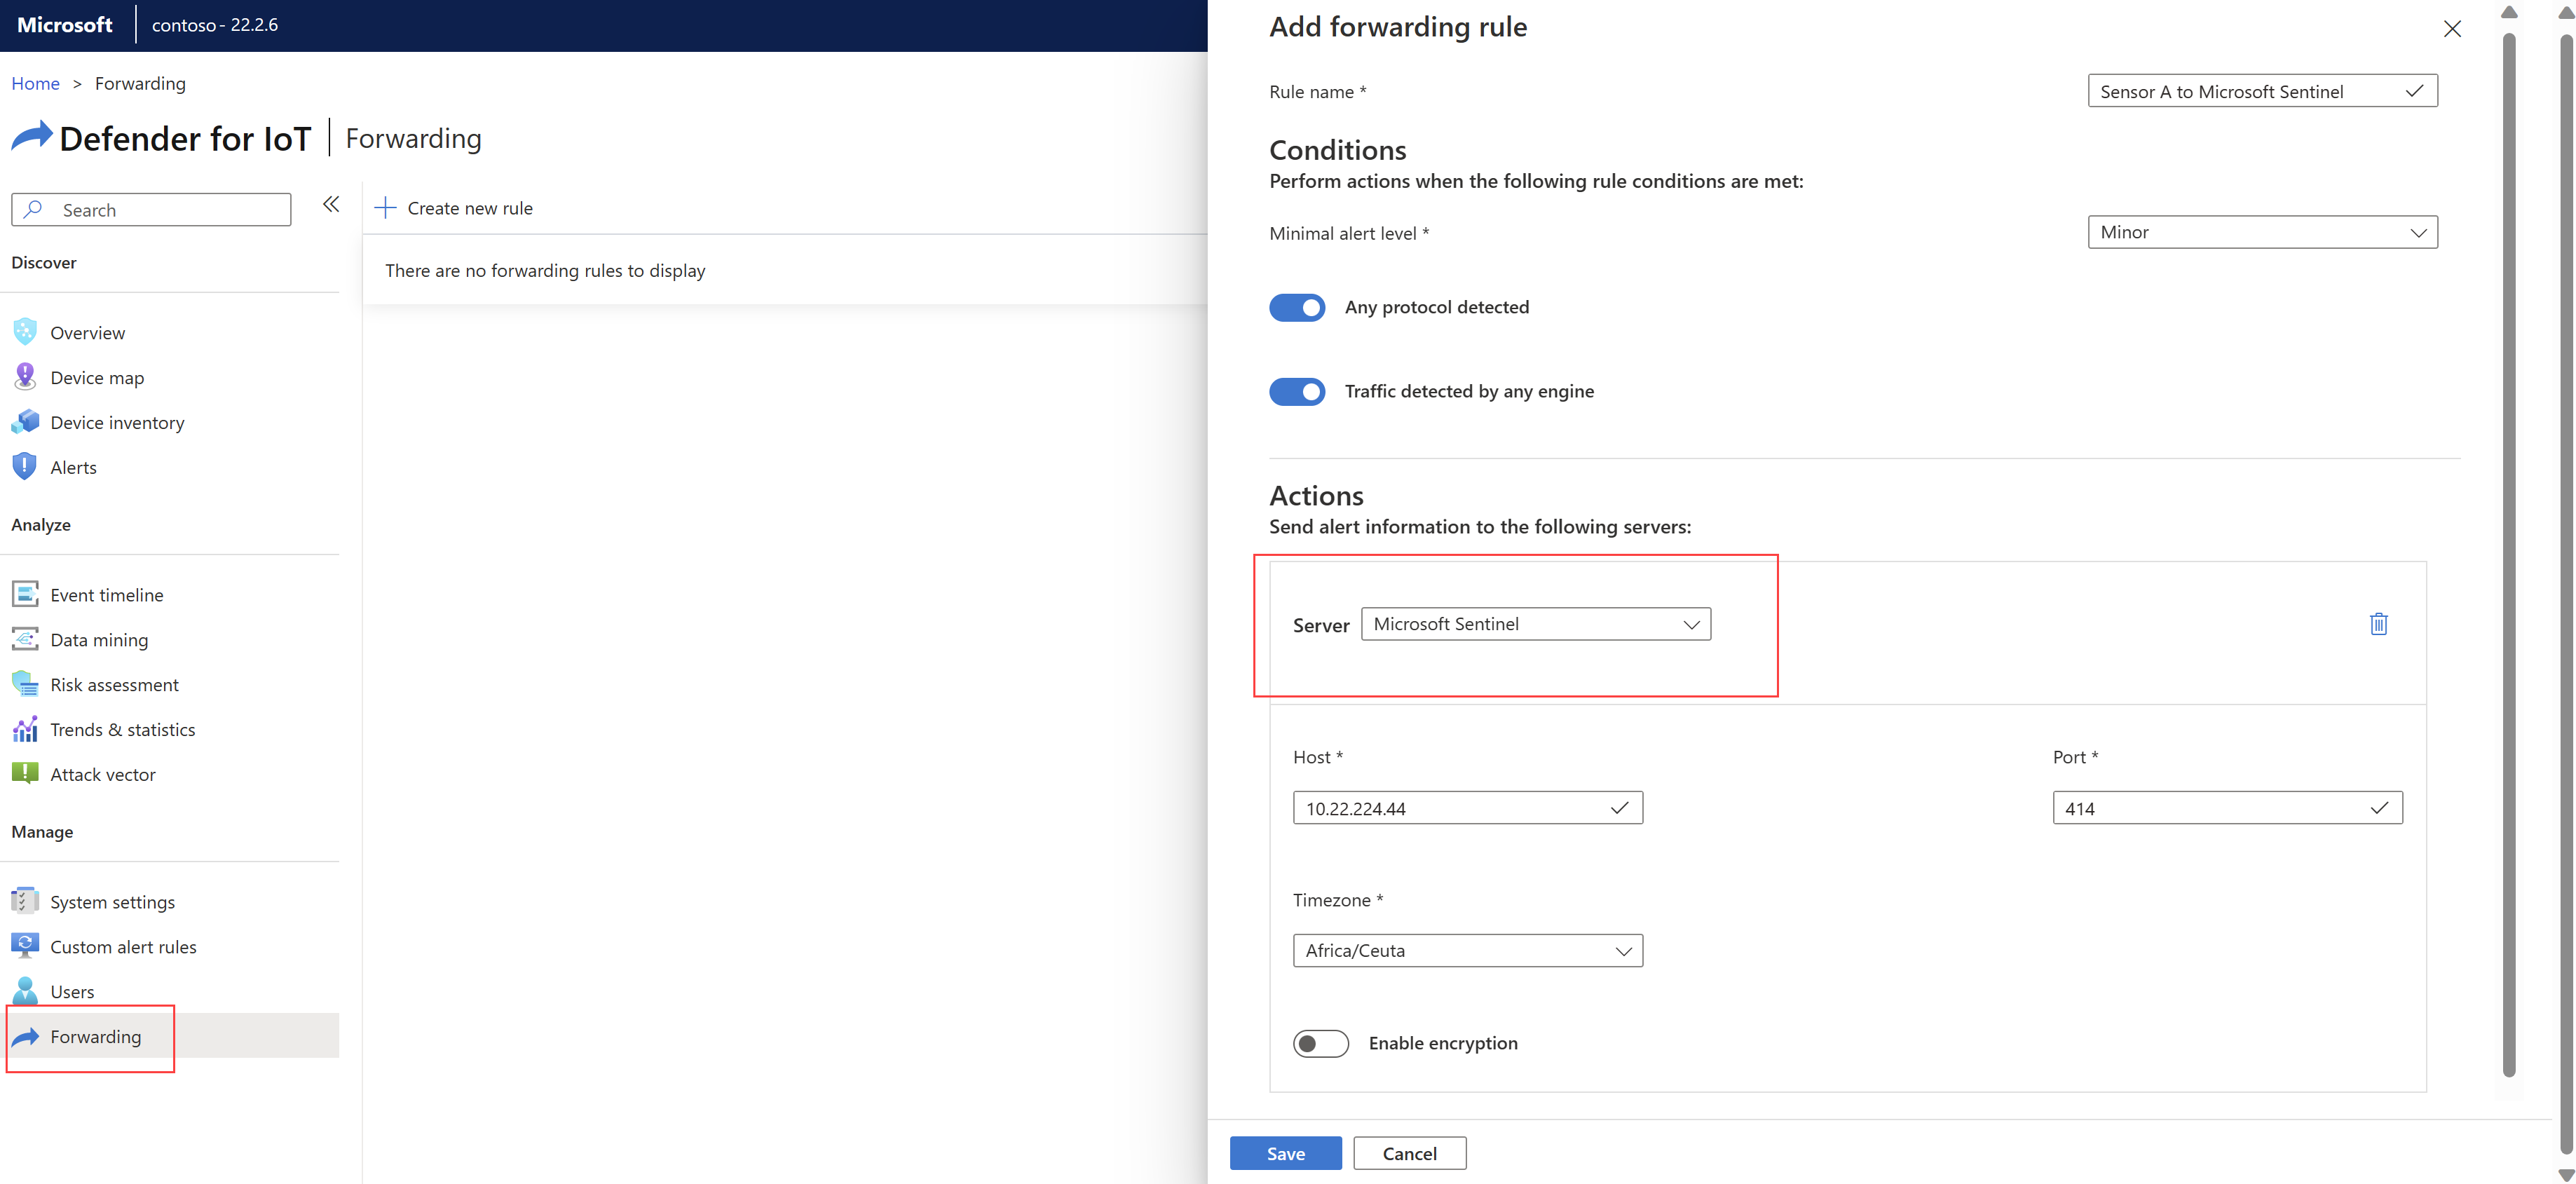 Microsoft
contoso - 22.2.6
Home > Forwarding
Defender for IoT
Forwarding
Search
Create new rule
There are no forwarding rules to display
Discover
Overview
Device map
Device inventory
Alerts
Analyze
Event timeline
Data mining
Risk assessment
Trends & statistics
Attack vector
Manage
System settings
Custom alert rules
Users
Forwarding
Add forwarding rule
Rule name *
Sensor A to Microsoft Sentinel
Conditions
Perform actions when the following rule conditions are met:
Minimal alert level *
Minor
Any protocol detected
Traffic detected by any engine
Actions
Send alert information to the following servers:
Server
Microsoft Sentinel
Host *
10.22.224.44
Port *
414
Timezone *
Africa/Ceuta
Enable encryption
Save
Cancel